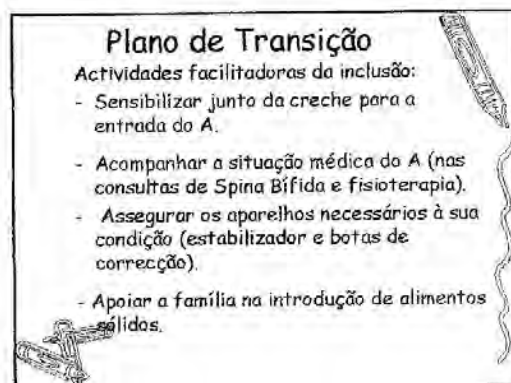 Plano de Transição
Actividades facilitadoras da inclusão:
- Sensibilizar junto da creche para a
entrada do A.
- Acompanhar a situação médica do A (nas
consultas de Spina Bífida e fisioterapia).
- Assegurar os aparelhos necessários à sua
condição (estabilizador e botas de
correcção).
- Apoiar a família na introdução de alimentos
sólidos.